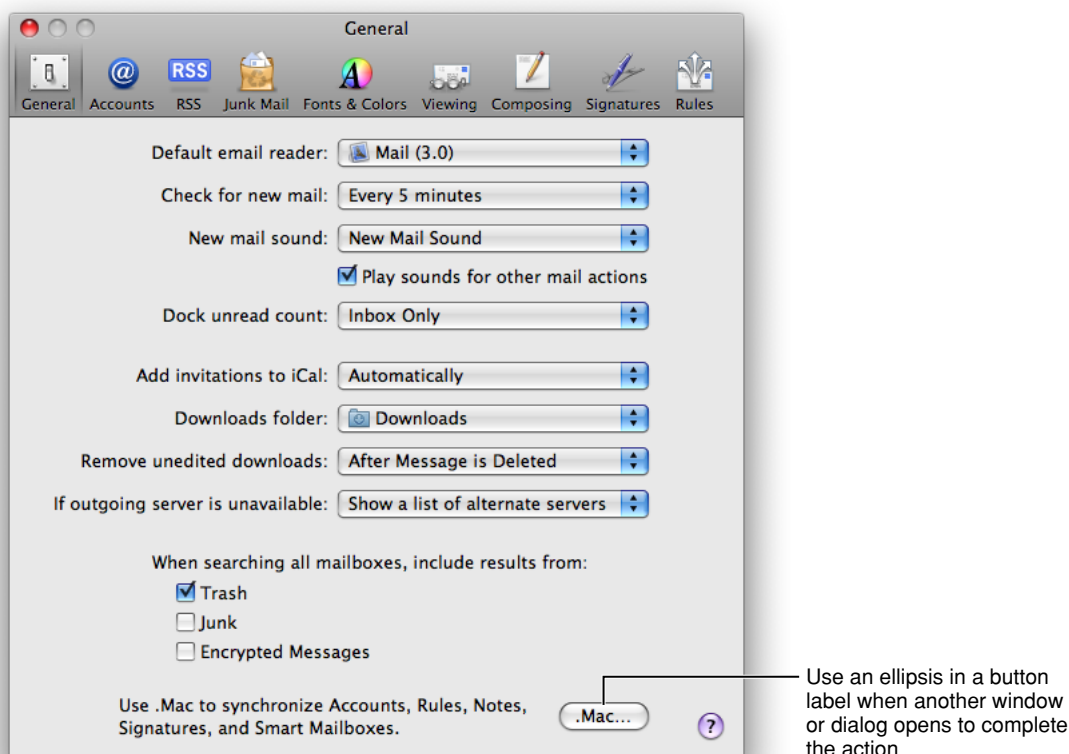 General
@
RSS
A
General Accounts RSS Junk Mail Fonts & Colors Viewing Composing Signatures Rules
Default email reader: Mail (3.0)
Check for new mail: Every 5 minutes
New mail sound: New Mail Sound
Play sounds for other mail actions
Dock unread count: Inbox Only
Add invitations to iCal: Automatically
Downloads folder: Downloads
Remove unedited downloads: After Message is Deleted
If outgoing server is unavailable: Show a list of alternate servers
When searching all mailboxes, include results from:
Trash
Junk
Encrypted Messages
Use .Mac to synchronize Accounts, Rules, Notes,
Signatures, and Smart Mailboxes.
.Mac...
?
Use an ellipsis in a button
label when another window
or dialog opens to complete
the action